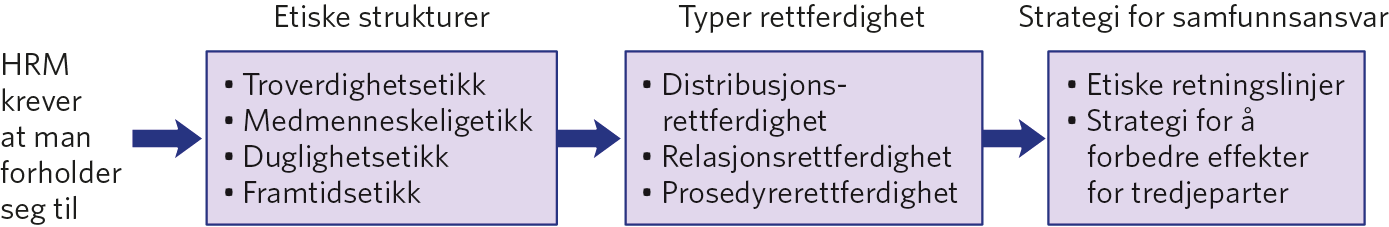 HRM
krever
at man
forholder
seg til
Etiske strukturer
• Troverdighetsetikk
• Medmenneskeligetikk
• Duglighetsetikk
• Framtidsetikk
Typer rettferdighet
• Distribusjons-
rettferdighet
• Relasjonsrettferdighet
• Prosedyrerettferdighet
Strategi for samfunnsansvar
• Etiske retningslinjer
• Strategi for å
forbedre effekter
for tredjeparter